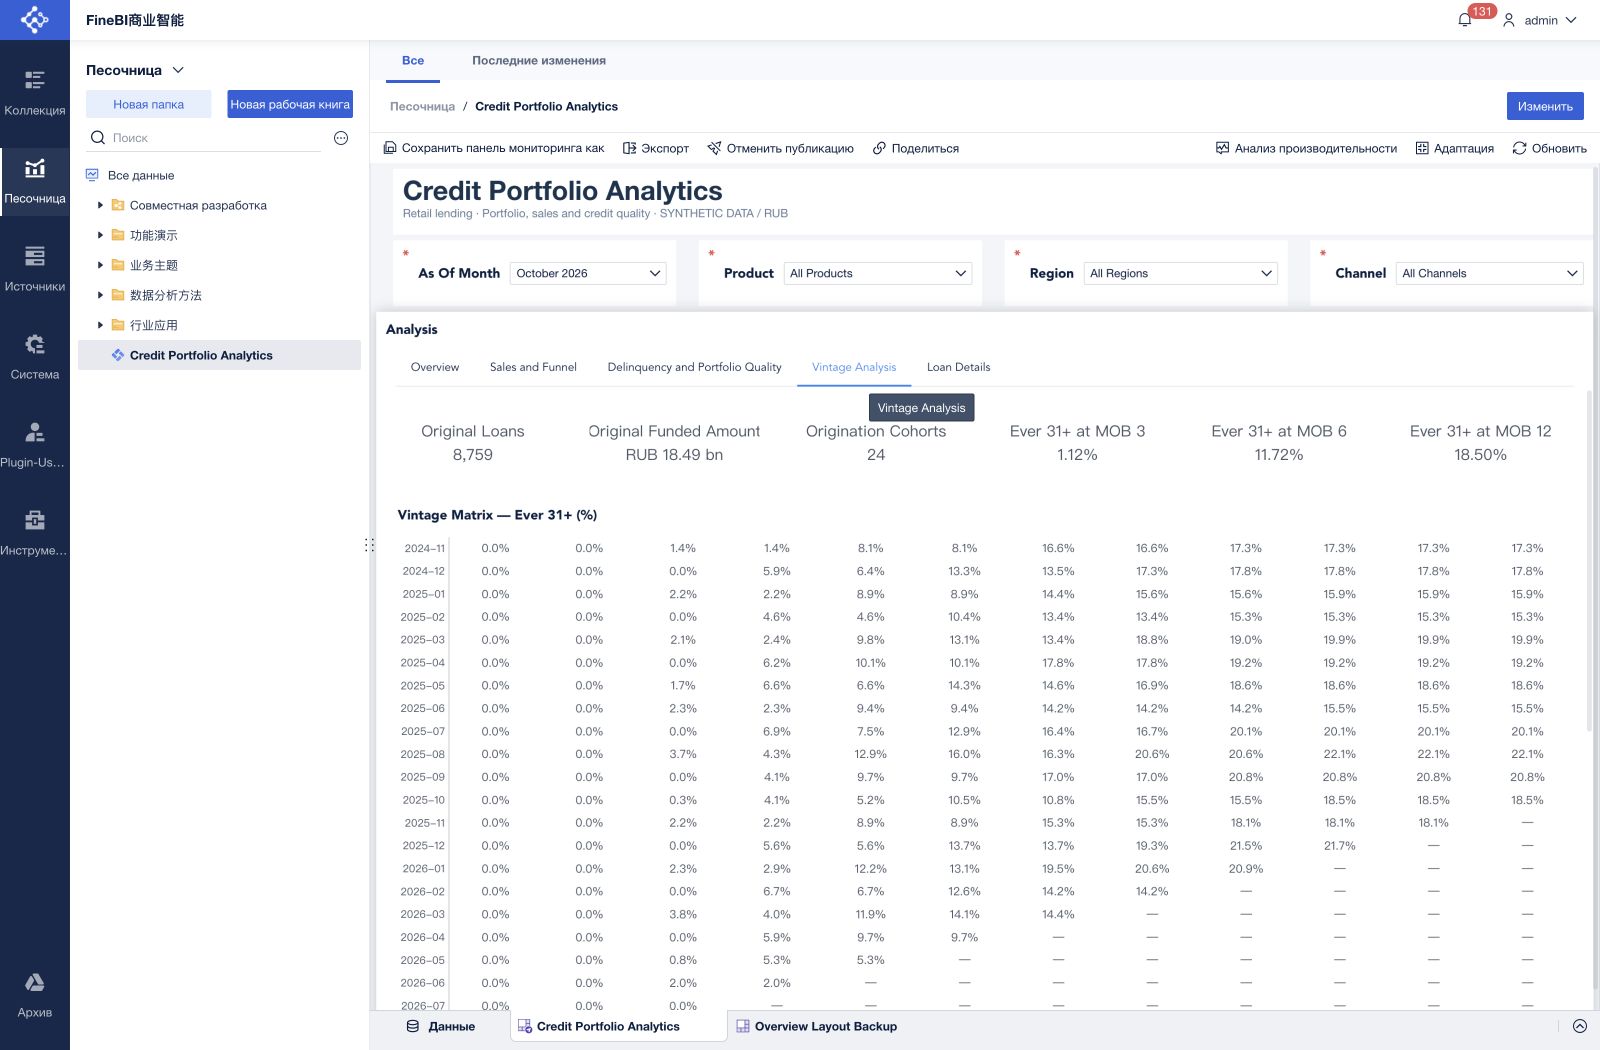 FineBI商业智能
131
admin
Коллекция
Песочница
Источники
Система
Plugin-Us...
Инструме...
Архив
Песочница
Новая папка
Новая рабочая книга
Поиск
Все данные
Совместная разработка
功能演示
业务主题
数据分析方法
行业应用
Credit Portfolio Analytics
Все Последние изменения
Песочница / Credit Portfolio Analytics
Изменить
Сохранить панель мониторинга как Экспорт Отменить публикацию Поделиться Анализ производительности Адаптация Обновить
Credit Portfolio Analytics
Retail lending · Portfolio, sales and credit quality · SYNTHETIC DATA / RUB
* As Of Month October 2026 * Product All Products * Region All Regions * Channel All Channels
Analysis
Overview Sales and Funnel Delinquency and Portfolio Quality Vintage Analysis Loan Details
Vintage Analysis
Original Loans Original Funded Amount Origination Cohorts Ever 31+ at MOB 3 Ever 31+ at MOB 6 Ever 31+ at MOB 12
8,759 RUB 18.49 bn 24 1.12% 11.72% 18.50%
Vintage Matrix — Ever 31+ (%)
2024-11 0.0% 0.0% 1.4% 1.4% 8.1% 8.1% 16.6% 16.6% 17.3% 17.3% 17.3% 17.3%
2024-12 0.0% 0.0% 0.0% 5.9% 6.4% 13.3% 13.5% 17.3% 17.8% 17.8% 17.8% 17.8%
2025-01 0.0% 0.0% 2.2% 2.2% 8.9% 8.9% 14.4% 15.6% 15.6% 15.9% 15.9% 15.9%
2025-02 0.0% 0.0% 0.0% 4.6% 4.6% 10.4% 13.4% 13.4% 15.3% 15.3% 15.3% 15.3%
2025-03 0.0% 0.0% 2.1% 2.4% 9.8% 13.1% 13.4% 18.8% 19.0% 19.9% 19.9% 19.9%
2025-04 0.0% 0.0% 0.0% 6.2% 10.1% 10.1% 17.8% 17.8% 19.2% 19.2% 19.2% 19.2%
2025-05 0.0% 0.0% 1.7% 6.6% 6.6% 14.3% 14.6% 16.9% 18.6% 18.6% 18.6% 18.6%
2025-06 0.0% 0.0% 2.3% 2.3% 9.4% 9.4% 14.2% 14.2% 14.2% 15.5% 15.5% 15.5%
2025-07 0.0% 0.0% 0.0% 6.9% 7.5% 12.9% 16.4% 16.7% 20.1% 20.1% 20.1% 20.1%
2025-08 0.0% 0.0% 3.7% 4.3% 12.9% 16.0% 16.3% 20.6% 20.6% 22.1% 22.1% 22.1%
2025-09 0.0% 0.0% 0.0% 4.1% 9.7% 9.7% 17.0% 17.0% 20.8% 20.8% 20.8% 20.8%
2025-10 0.0% 0.0% 0.3% 4.1% 5.2% 10.5% 10.8% 15.5% 15.5% 18.5% 18.5% 18.5%
2025-11 0.0% 0.0% 2.2% 2.2% 8.9% 8.9% 15.3% 15.3% 18.1% 18.1% 18.1% —
2025-12 0.0% 0.0% 0.0% 5.6% 5.6% 13.7% 13.7% 19.3% 21.5% 21.7% — —
2026-01 0.0% 0.0% 2.3% 2.9% 12.2% 13.1% 19.5% 20.6% 20.9% — — —
2026-02 0.0% 0.0% 0.0% 6.7% 6.7% 12.6% 14.2% 14.2% — — — —
2026-03 0.0% 0.0% 3.8% 4.0% 11.9% 14.1% 14.4% — — — — —
2026-04 0.0% 0.0% 0.0% 5.9% 9.7% 9.7% — — — — — —
2026-05 0.0% 0.0% 0.8% 5.3% 5.3% — — — — — — —
2026-06 0.0% 0.0% 2.0% 2.0% — — — — — — — —
2026-07 0.0% 0.0% 0.0% — — — — — — — — —
Данные Credit Portfolio Analytics Overview Layout Backup